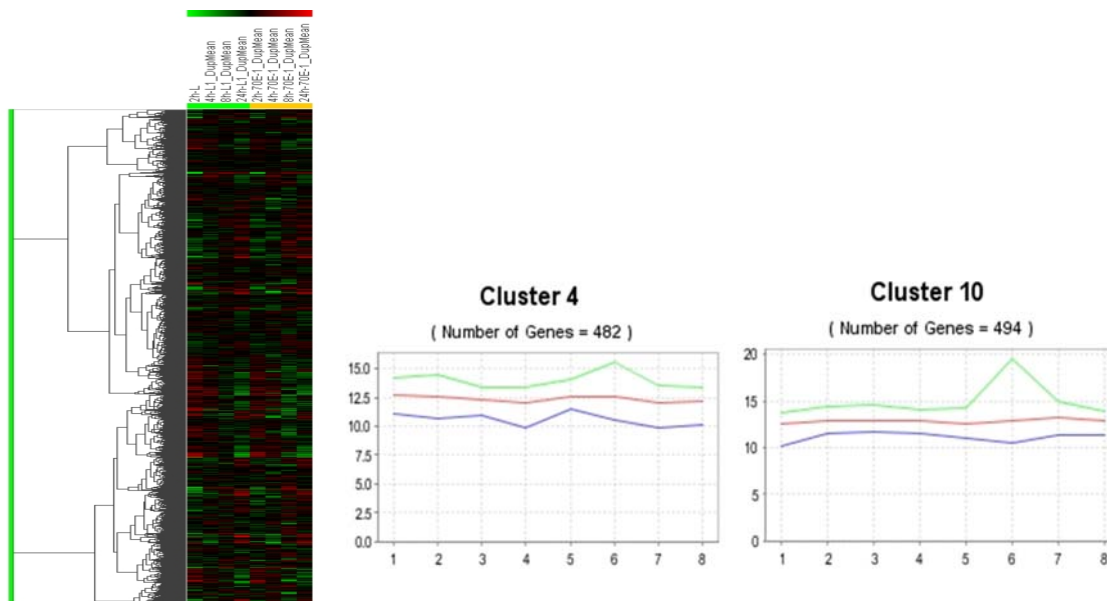 2h-L
4h-L1_DupMean
8h-L1_DupMean
24h-L1_DupMean
2h-70E-1_DupMean
4h-70E-1_DupMean
8h-70E-1_DupMean
24h-70E-1_DupMean
Cluster 4
( Number of Genes = 482 )
15.0
12.5
10.0
7.5
5.0
2.5
0.0
1 2 3 4 5 6 7 8
Cluster 10
( Number of Genes = 494 )
20
15
10
5
0
1 2 3 4 5 6 7 8